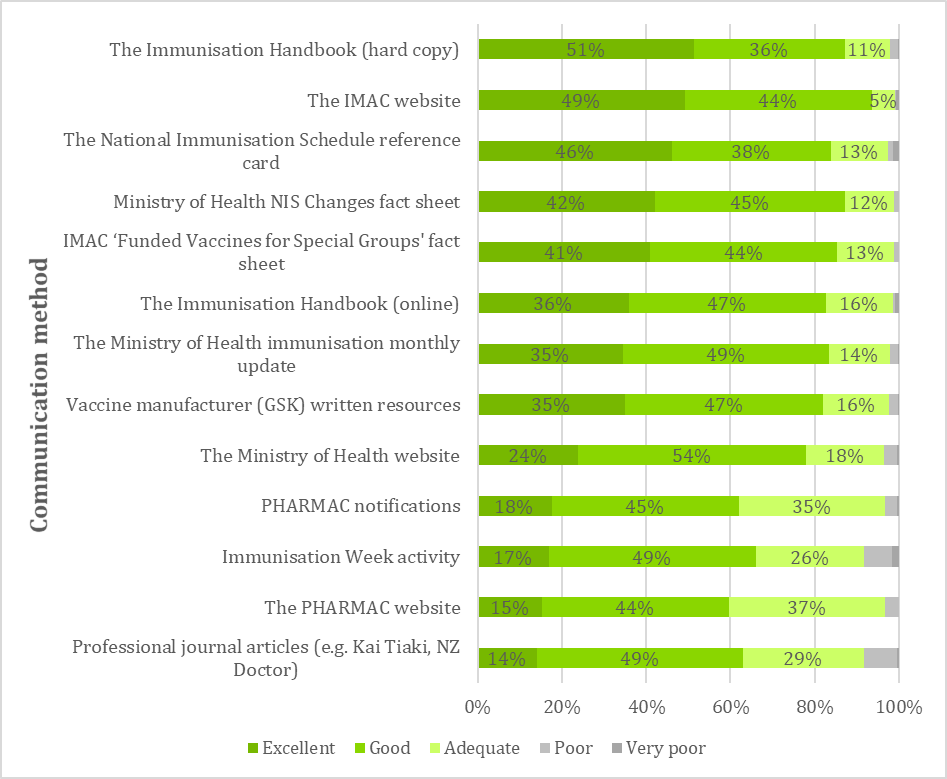 The Immunisation Handbook (hard copy) 51% 36% 11%
The IMAC website 49% 44% 5%
The National Immunisation Schedule reference
card 46% 38% 13%
Ministry of Health NIS Changes fact sheet 42% 45% 12%
IMAC ‘Funded Vaccines for Special Groups' fact
sheet 41% 44% 13%
The Immunisation Handbook (online) 36% 47% 16%
The Ministry of Health immunisation monthly
update 35% 49% 14%
Vaccine manufacturer (GSK) written resources 35% 47% 16%
The Ministry of Health website 24% 54% 18%
PHARMAC notifications 18% 45% 35%
Immunisation Week activity 17% 49% 26%
The PHARMAC website 15% 44% 37%
Professional journal articles (e.g. Kai Tiaki, NZ
Doctor) 14% 49% 29%
Communication method
0% 20% 40% 60% 80% 100%
Excellent Good Adequate Poor Very poor